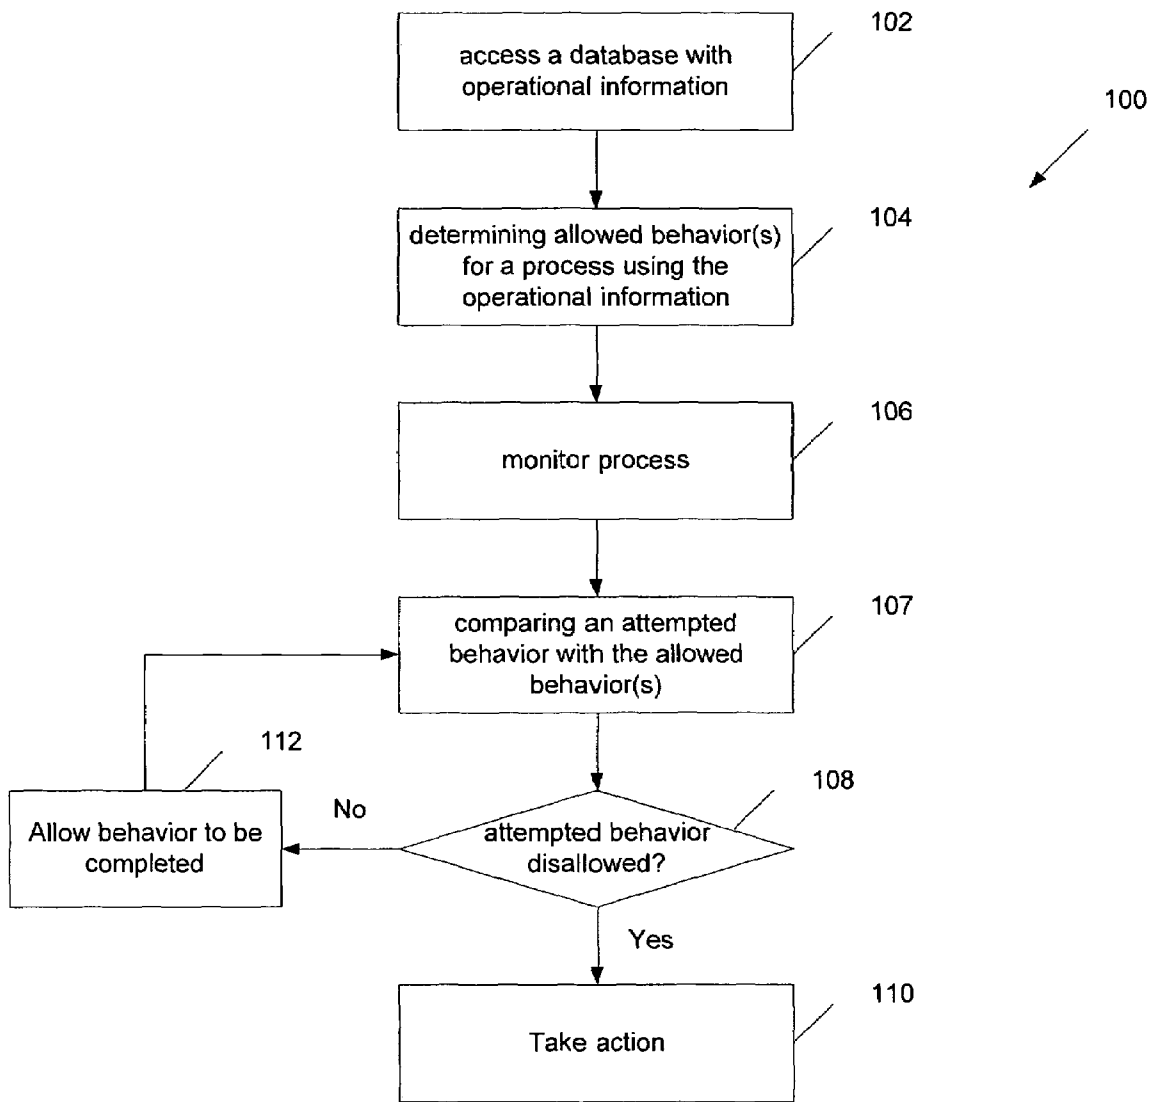 access a database with
operational information
102
100
determining allowed behavior(s)
for a process using the
operational information
104
monitor process
106
comparing an attempted
behavior with the allowed
behavior(s)
107
112
Allow behavior to be
completed
No
attempted behavior
disallowed?
108
Yes
Take action
110